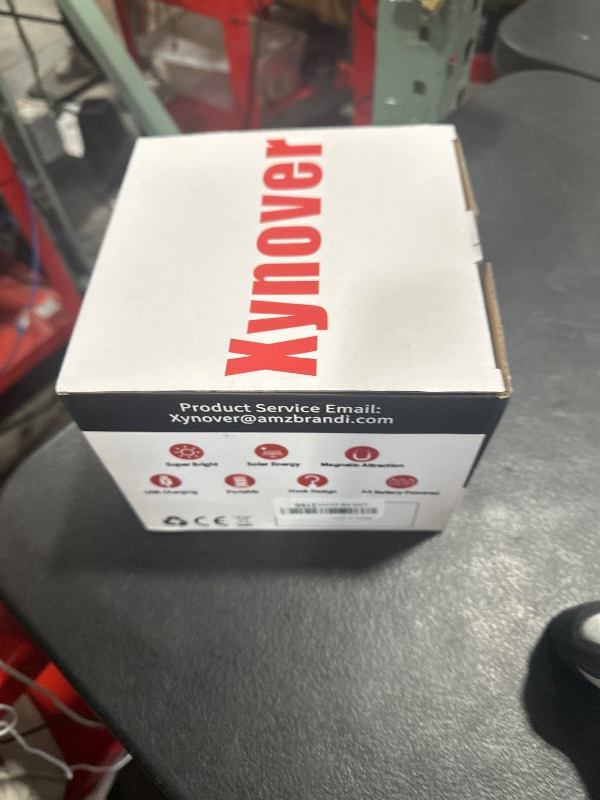 Xynover
Product Service Email:
Xynover@amzbrandi.com
Super Bright
Solar Energy
Magnetic Attraction
USB Charging
Portable
Hook Design
AA Battery Powered
CE